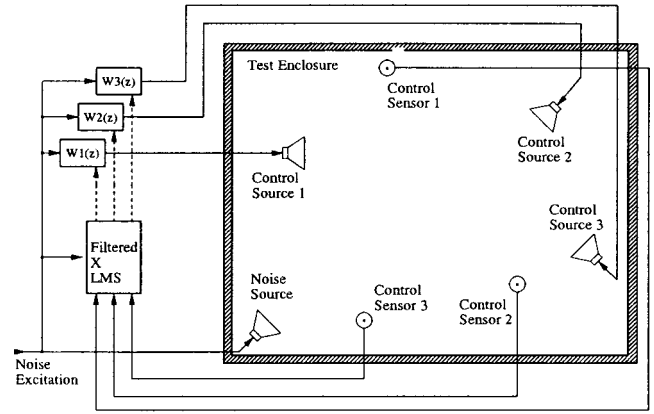 W3(z)
W2(z)
W1(z)
Filtered
X
LMS
Noise
Excitation
Test Enclosure
Control
Sensor 1
Control
Source 2
Control
Source 1
Control
Source 3
Noise
Source
Control
Sensor 3
Control
Sensor 2